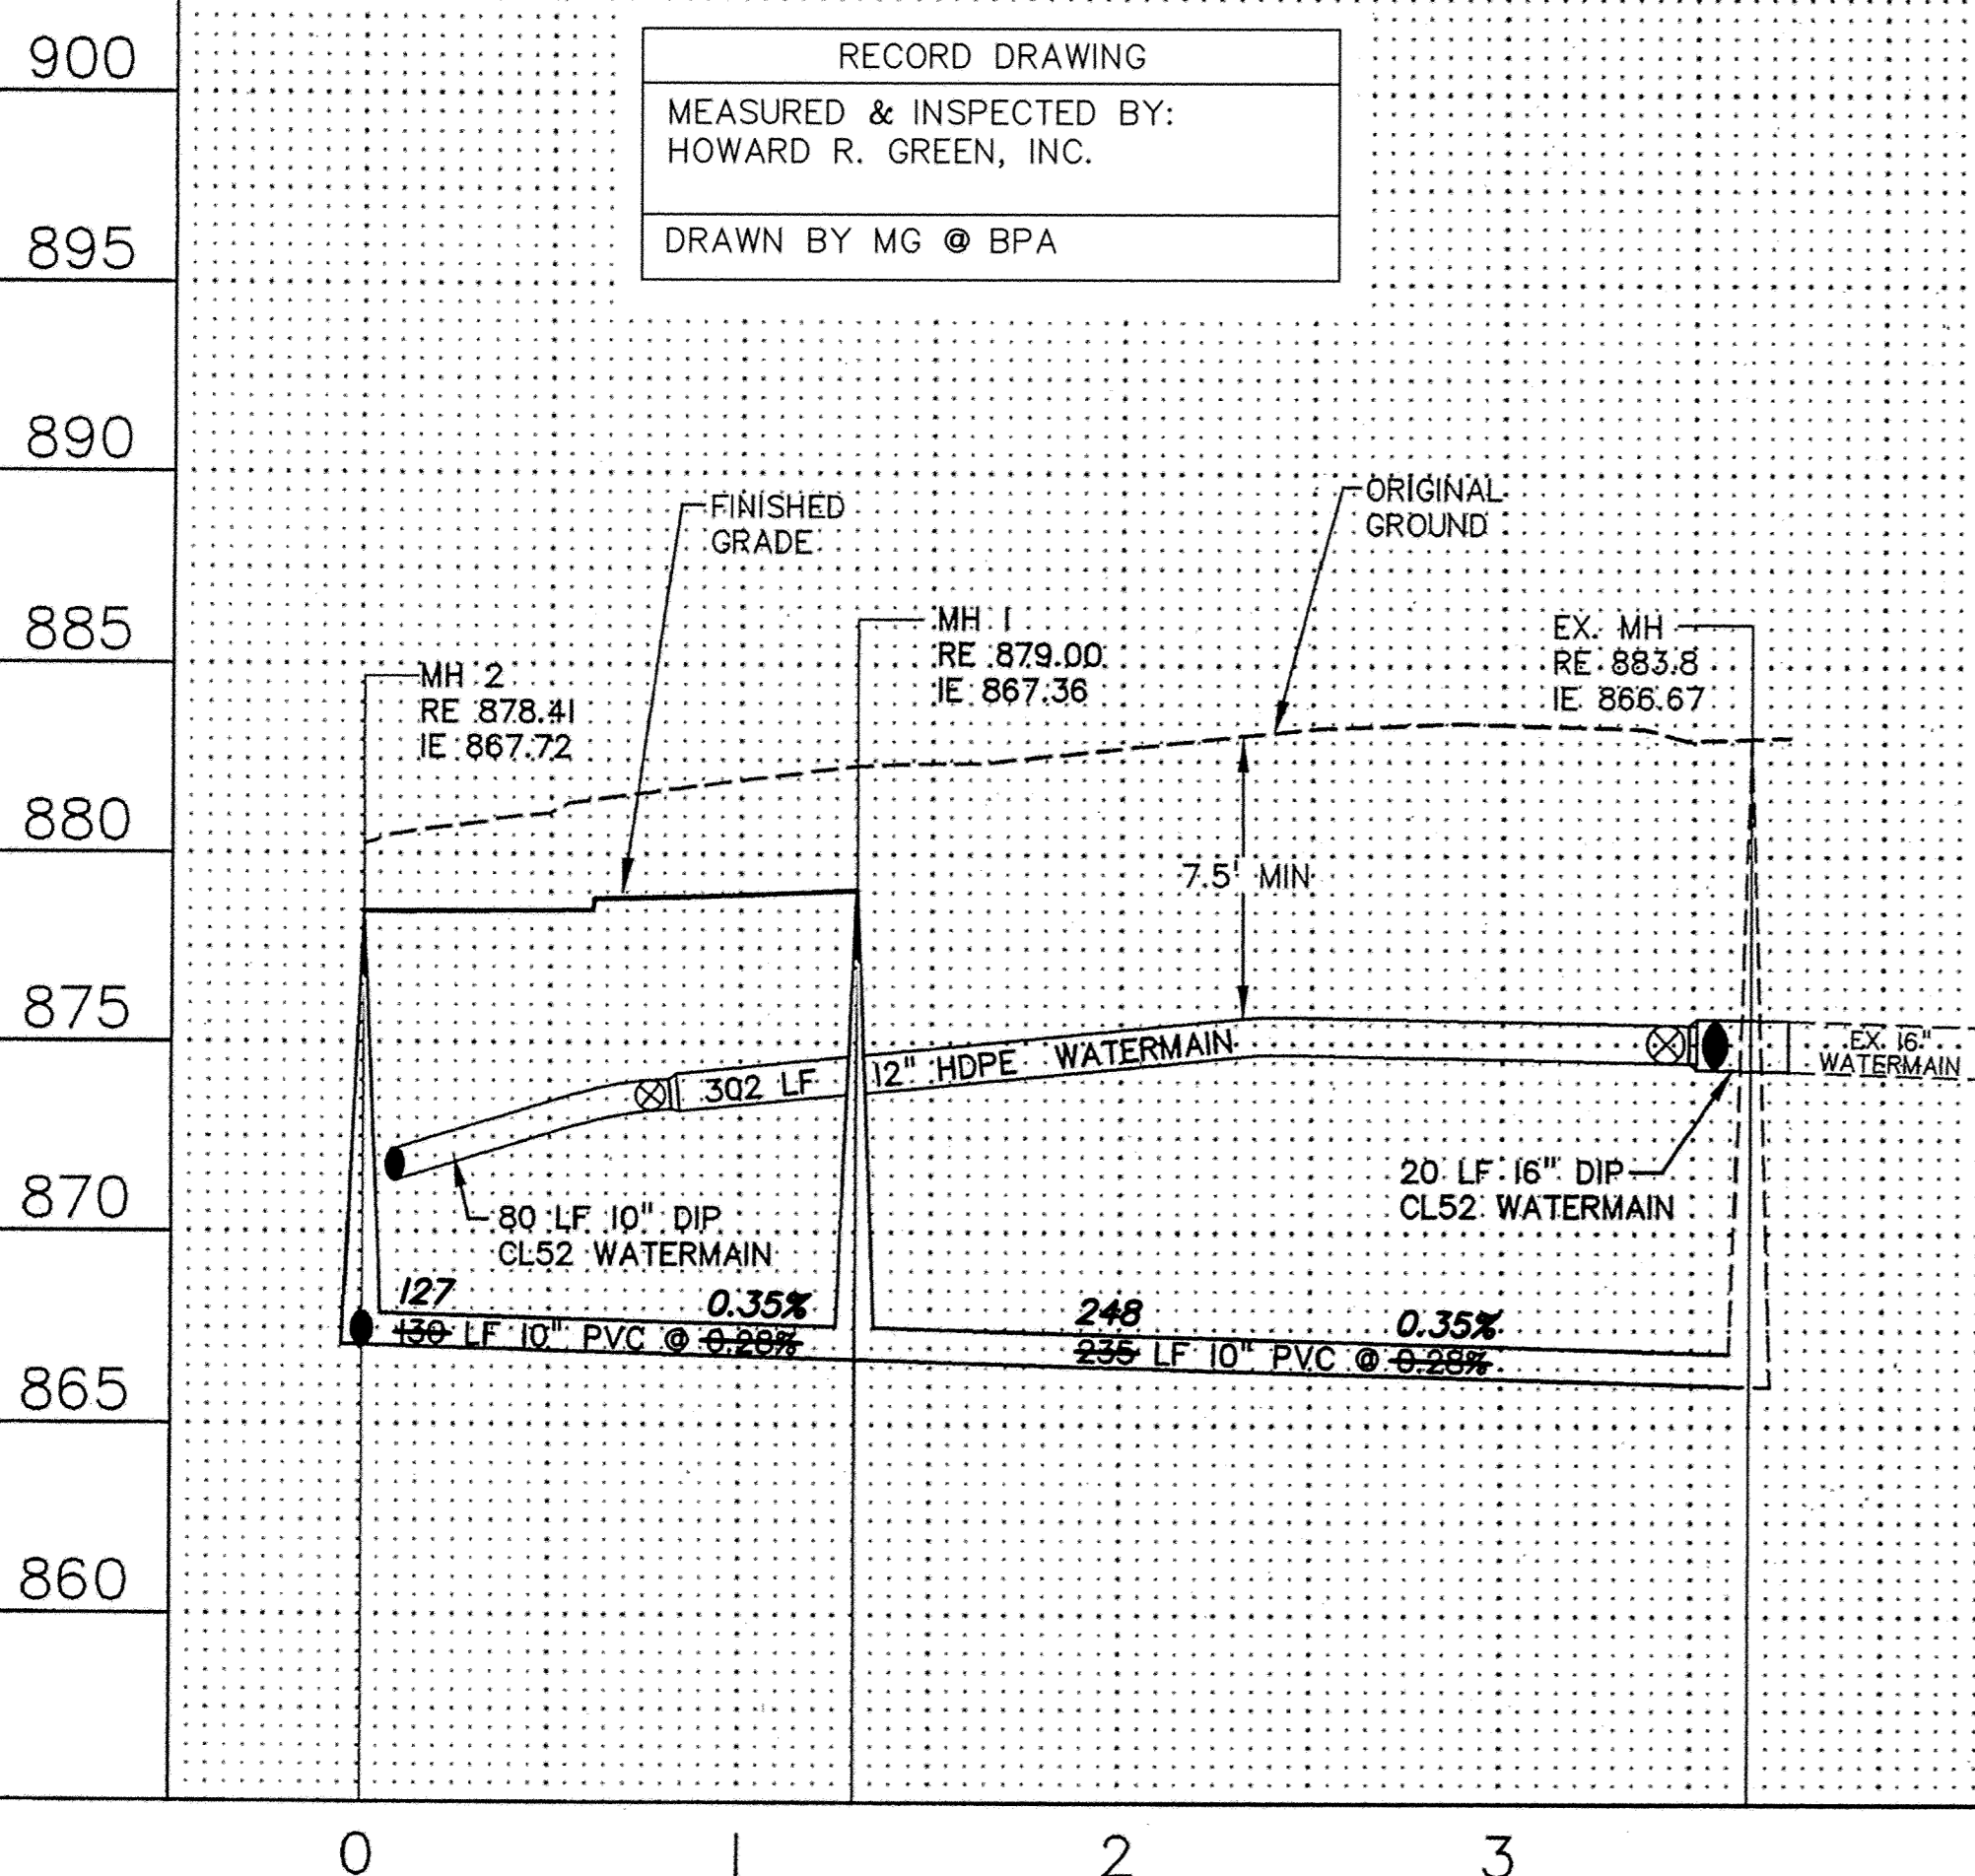 900
895
890
885
880
875
870
865
860
RECORD DRAWING
MEASURED & INSPECTED BY:
HOWARD R. GREEN, INC.
DRAWN BY MG @ BPA
FINISHED
GRADE
ORIGINAL
GROUND
MH 2
RE 878.41
IE 867.72
MH 1
RE 879.00
IE 867.36
EX. MH
RE 883.8
IE 866.67
7.5' MIN
302 LF 12" HDPE WATERMAIN
EX. 16"
WATERMAIN
80 LF 10" DIP
CL52 WATERMAIN
20 LF 16" DIP
CL52 WATERMAIN
127 0.35%
130 LF 10" PVC @ 0.28%
248 0.35%
235 LF 10" PVC @ 0.28%
0 1 2 3